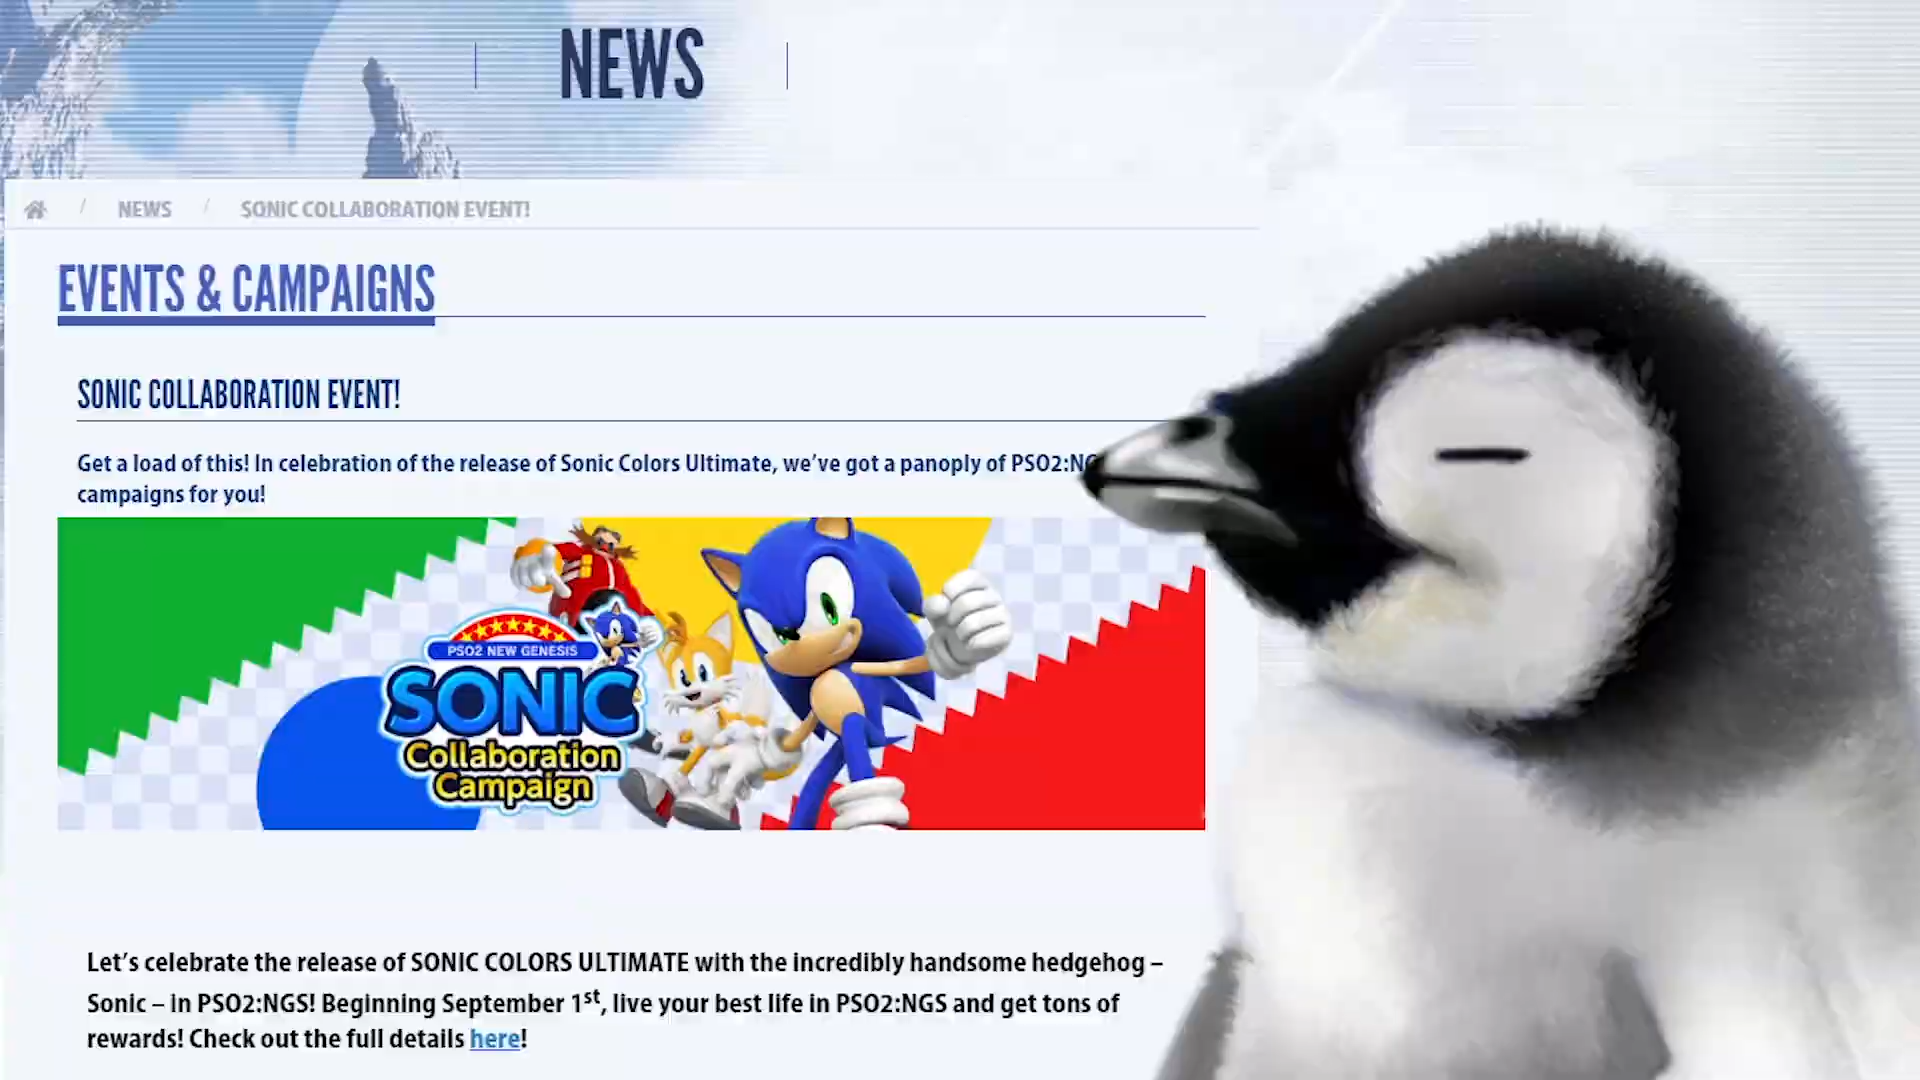 NEWS
/ NEWS / SONIC COLLABORATION EVENT!
EVENTS & CAMPAIGNS
SONIC COLLABORATION EVENT!
Get a load of this! In celebration of the release of Sonic Colors Ultimate, we've got a panoply of
campaigns for you!
PSO2 NEW GENESIS
SONIC
Collaboration
Campaign
Let's celebrate the release of SONIC COLORS ULTIMATE with the incredibly handsome hedgehog –
Sonic – in PSO2:NGS! Beginning September 1st, live your best life in PSO2:NGS and get tons of
rewards! Check out the full details here!